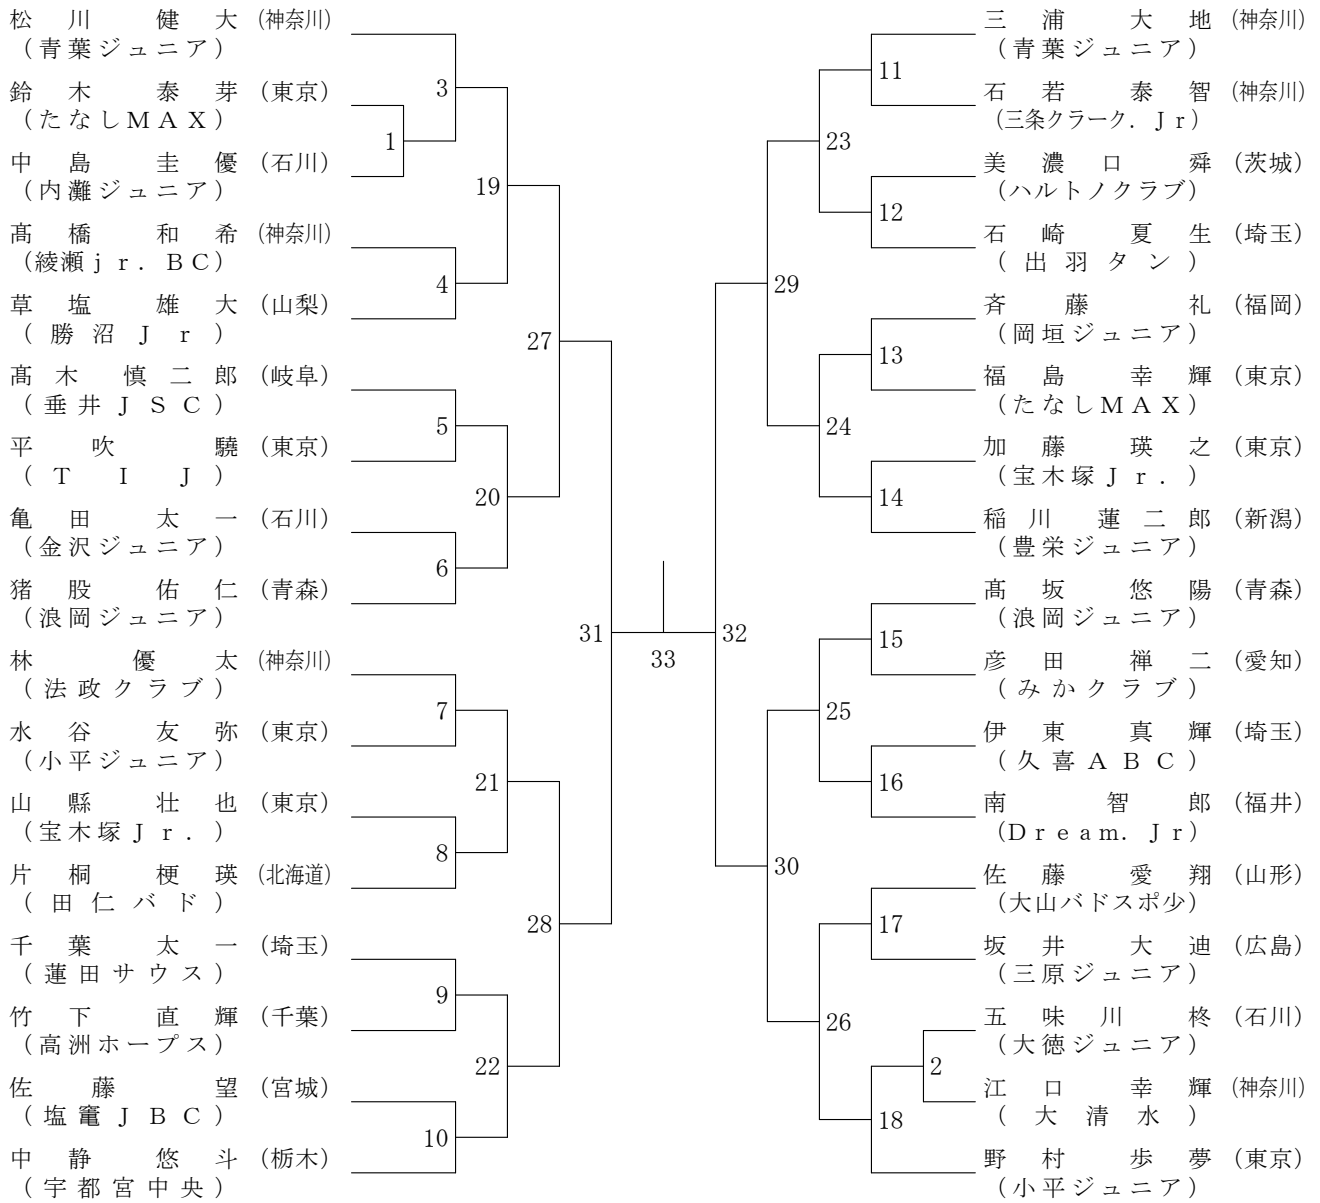 松川健大（神奈川）
（青葉ジュニア）
鈴木泰芽（東京）
（たなしＭＡＸ）
中島圭優（石川）
（内灘ジュニア）
髙橋和希（神奈川）
（綾瀬ｊｒ．ＢＣ）
草塩雄大（山梨）
（勝沼Ｊｒ）
髙木慎二郎（岐阜）
（垂井ＪＳＣ）
平吹驍（東京）
（ＴＩＪ）
亀田太一（石川）
（金沢ジュニア）
猪股佑仁（青森）
（浪岡ジュニア）
林優太（神奈川）
（法政クラブ）
水谷友弥（東京）
（小平ジュニア）
山縣壮也（東京）
（宝木塚Ｊｒ．）
片桐梗瑛（北海道）
（田仁バド）
千葉太一（埼玉）
（蓮田サウス）
竹下直輝（千葉）
（高洲ホープス）
佐藤望（宮城）
（塩竃ＪＢＣ）
中静悠斗（栃木）
（宇都宮中央）
1
3
4
5
6
7
8
9
10
19
20
21
22
27
28
31
33
32
29
30
23
24
25
26
11
12
13
14
15
16
17
18
2
三浦大地（神奈川）
（青葉ジュニア）
石若泰智（神奈川）
（三条クラーク．Ｊｒ）
美濃口舜（茨城）
（ハルトノクラブ）
石崎夏生（埼玉）
（出羽タン）
斉藤礼（福岡）
（岡垣ジュニア）
福島幸輝（東京）
（たなしＭＡＸ）
加藤瑛之（東京）
（宝木塚Ｊｒ．）
稲川蓮二郎（新潟）
（豊栄ジュニア）
髙坂悠陽（青森）
（浪岡ジュニア）
彦田禅二（愛知）
（みかクラブ）
伊東真輝（埼玉）
（久喜ＡＢＣ）
南智郎（福井）
（Ｄｒｅａｍ．Ｊｒ）
佐藤愛翔（山形）
（大山バドスポ少）
坂井大迪（広島）
（三原ジュニア）
五味川柊（石川）
（大徳ジュニア）
江口幸輝（神奈川）
（大清水）
野村歩夢（東京）
（小平ジュニア）